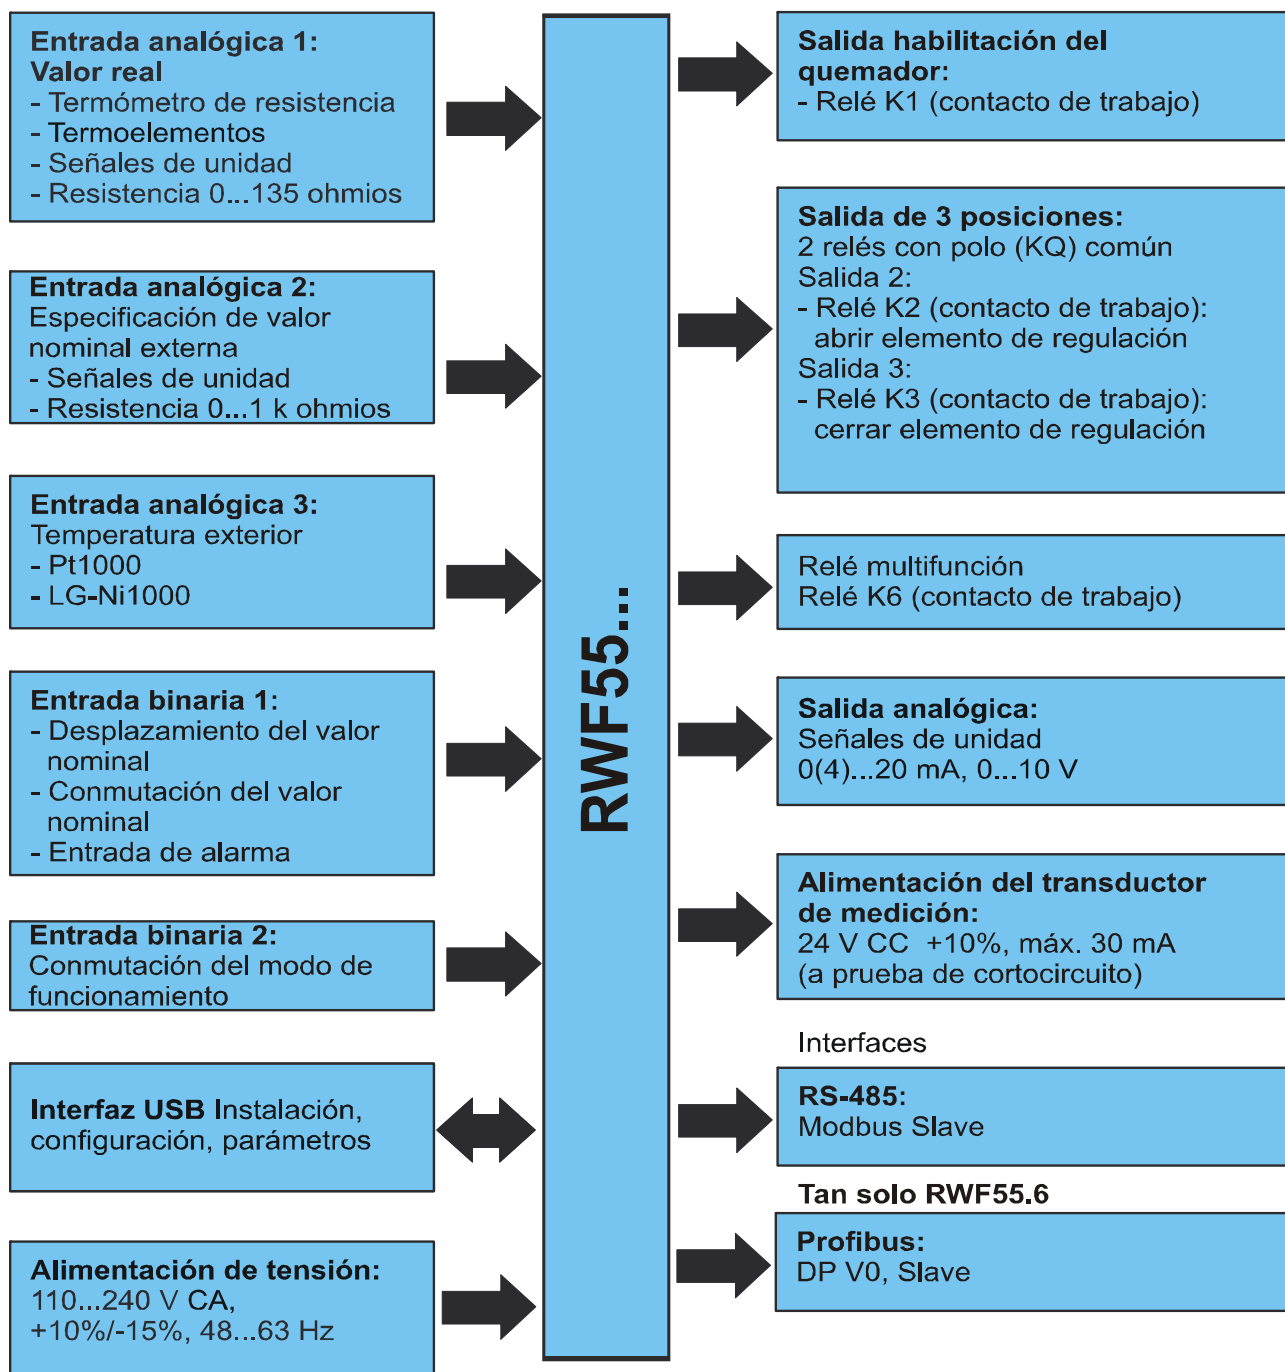 Entrada analógica 1:
Valor real
- Termómetro de resistencia
- Termoelementos
- Señales de unidad
- Resistencia 0...135 ohmios
Entrada analógica 2:
Especificación de valor
nominal externa
- Señales de unidad
- Resistencia 0...1 k ohmios
Entrada analógica 3:
Temperatura exterior
- Pt1000
- LG-Ni1000
Entrada binaria 1:
- Desplazamiento del valor
nominal
- Conmutación del valor
nominal
- Entrada de alarma
Entrada binaria 2:
Conmutación del modo de
funcionamiento
Interfaz USB Instalación,
configuración, parámetros
Alimentación de tensión:
110...240 V CA,
+10%/-15%, 48...63 Hz
RWF55...
Salida habilitación del
quemador:
- Relé K1 (contacto de trabajo)
Salida de 3 posiciones:
2 relés con polo (KQ) común
Salida 2:
- Relé K2 (contacto de trabajo):
abrir elemento de regulación
Salida 3:
- Relé K3 (contacto de trabajo):
cerrar elemento de regulación
Relé multifunción
Relé K6 (contacto de trabajo)
Salida analógica:
Señales de unidad
0(4)...20 mA, 0...10 V
Alimentación del transductor
de medición:
24 V CC +10%, máx. 30 mA
(a prueba de cortocircuito)
Interfaces
RS-485:
Modbus Slave
Tan solo RWF55.6
Profibus:
DP V0, Slave